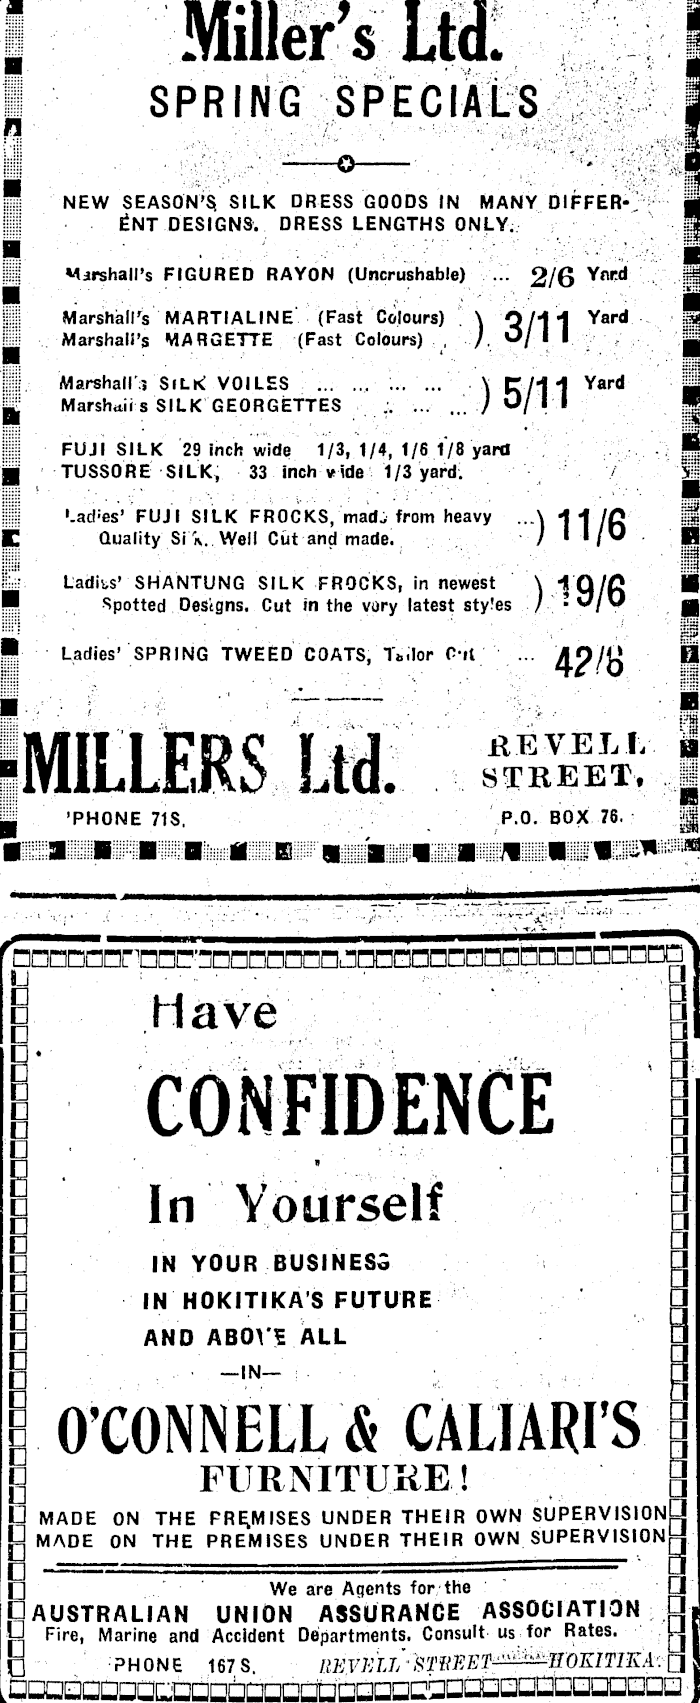 Miller's Ltd.
SPRING SPECIALS
NEW SEASON'S SILK DRESS GOODS IN MANY DIFFER-
ENT DESIGNS. DRESS LENGTHS ONLY.
Marshall's FIGURED RAYON (Uncrushable) ... 2/6 Yard
Marshall's MARTIALINE (Fast Colours) ) 3/11 Yard
Marshall's MARGETTE (Fast Colours)
Marshall's SILK VOILES ... ... ... ... ) 5/11 Yard
Marshall's SILK GEORGETTES .. ... ...
FUJI SILK 29 inch wide 1/3, 1/4, 1/6 1/8 yard
TUSSORE SILK, 33 inch wide 1/3 yard.
Ladies' FUJI SILK FROCKS, made from heavy ...) 11/6
Quality Silk. Well Cut and made.
Ladies' SHANTUNG SILK FROCKS, in newest ) 19/6
Spotted Designs. Cut in the very latest styles
Ladies' SPRING TWEED COATS, Tailor Cut ...
MILLERS Ltd. REVELL
STREET.
'PHONE 71S. P.O. BOX 76.
Have
CONFIDENCE
In Yourself
IN YOUR BUSINESS
IN HOKITIKA'S FUTURE
AND ABOVE ALL
—IN—
O'CONNELL & CALIARI'S
FURNITURE!
MADE ON THE PREMISES UNDER THEIR OWN SUPERVISION
MADE ON THE PREMISES UNDER THEIR OWN SUPERVISION
We are Agents for the
AUSTRALIAN UNION ASSURANCE ASSOCIATION
Fire, Marine and Accident Departments. Consult us for Rates.
PHONE 167S. REVELL STREET——HOKITIKA.